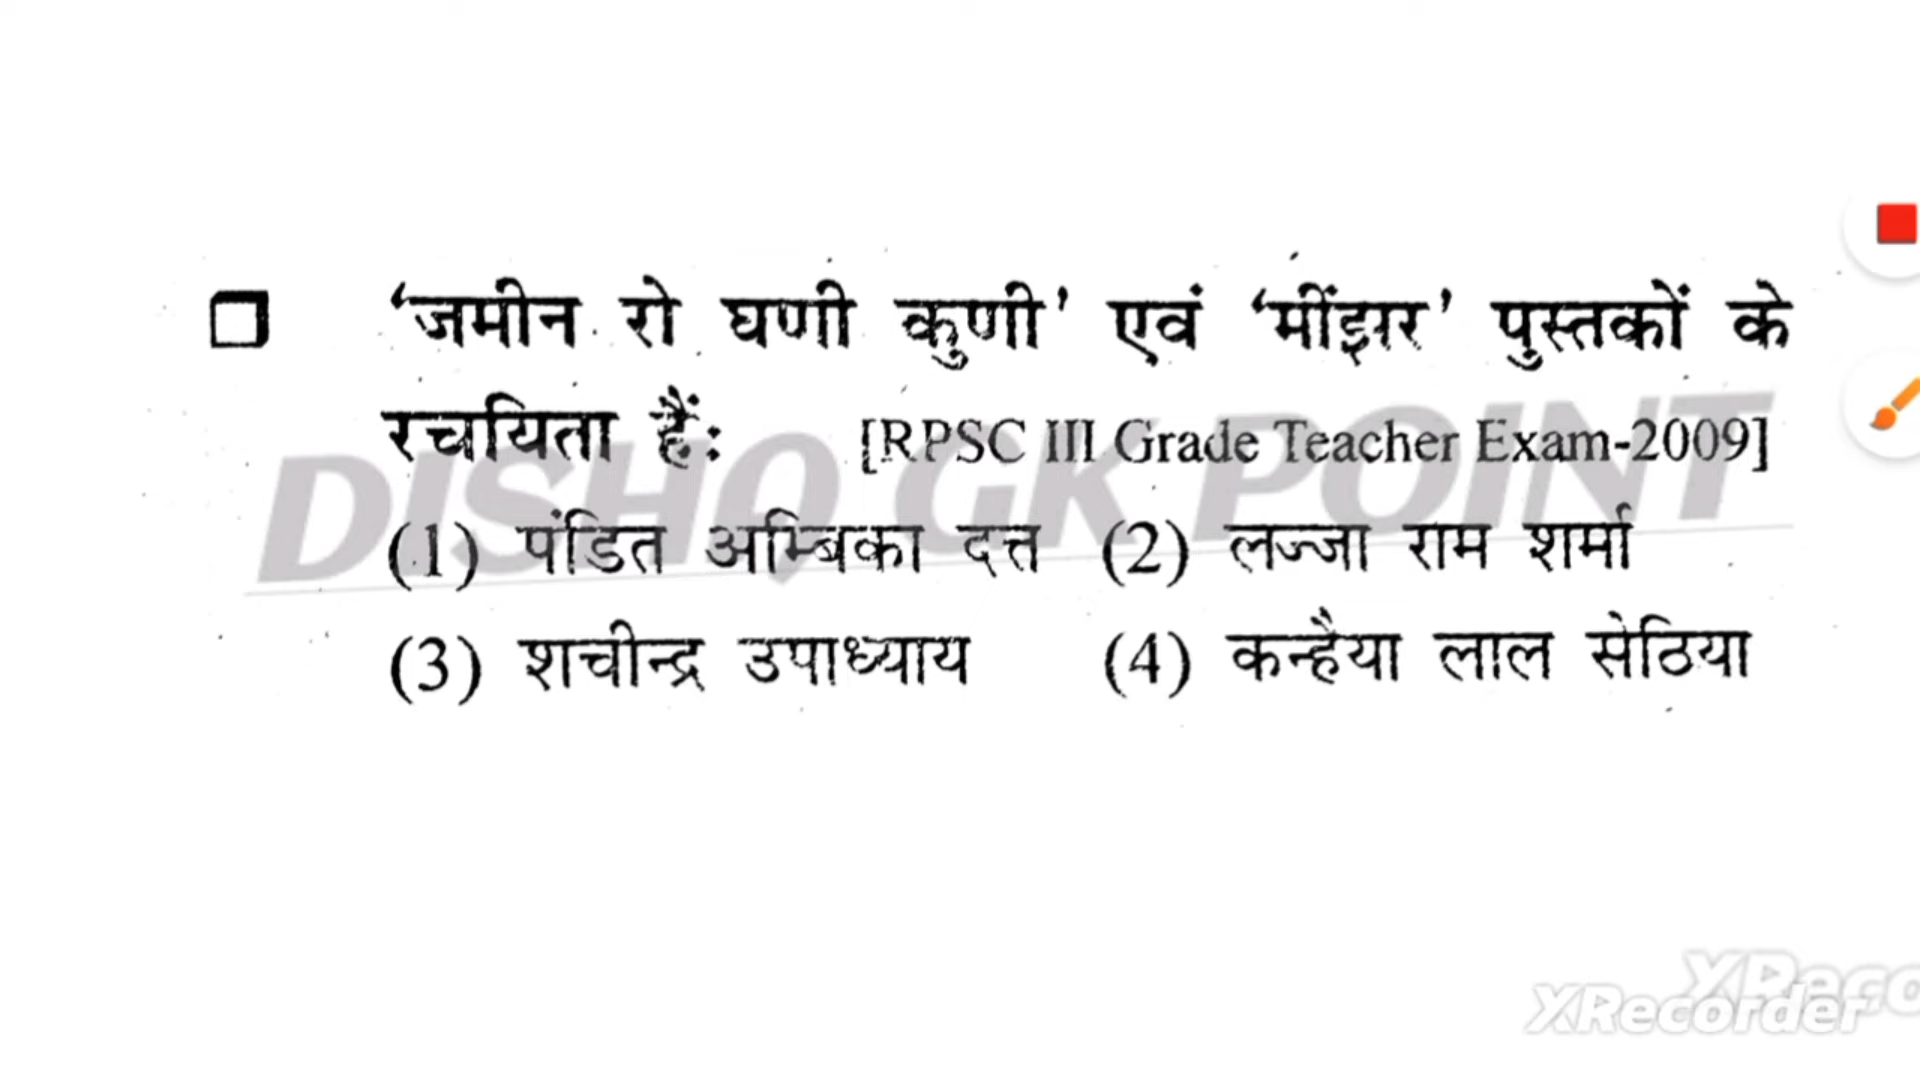 'जमीन रो घणी कुणी' एवं 'मींझर' पुस्तकों के
रचयिता हैं: [RPSC III Grade Teacher Exam-2009]
DISHA GK POINT
(1) पंडित अम्बिका दत्त (2) लज्जा राम शर्मा
(3) शचीन्द्र उपाध्याय (4) कन्हैया लाल सेठिया
XReco
XRecorder